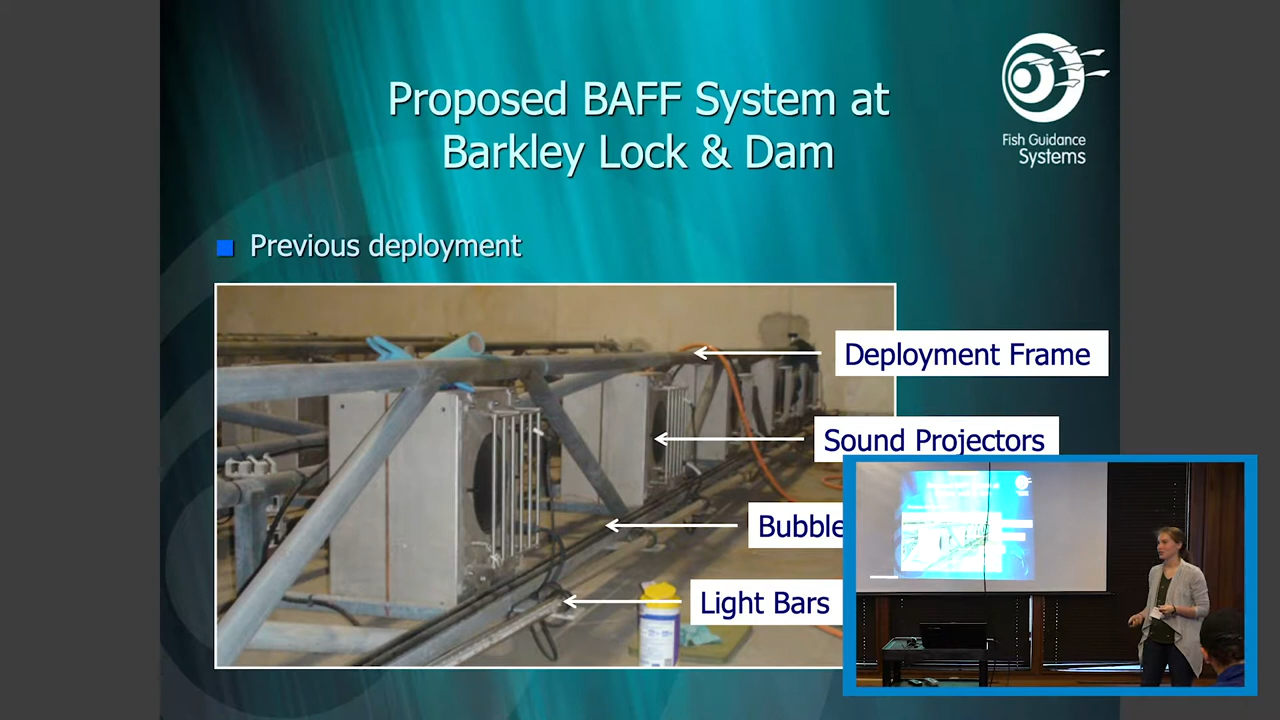 Proposed BAFF System at
Barkley Lock & Dam
Fish Guidance
Systems
Previous deployment
Deployment Frame
Sound Projectors
Bubble
Light Bars